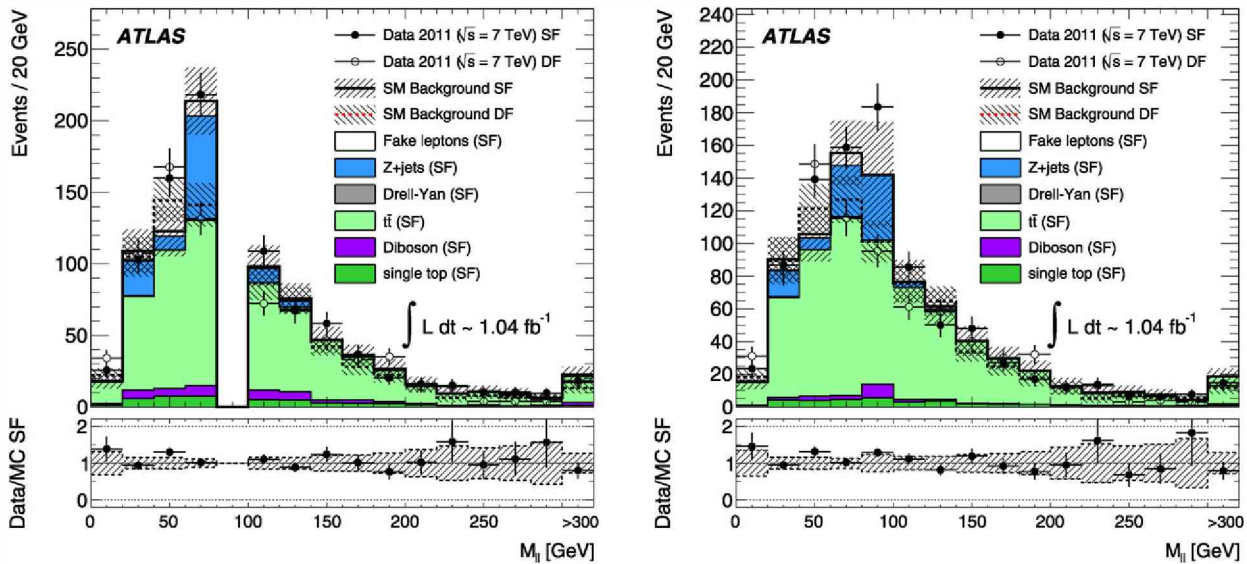 ATLAS
Data 2011 (√s = 7 TeV) SF
Data 2011 (√s = 7 TeV) DF
SM Background SF
SM Background DF
Fake leptons (SF)
Z+jets (SF)
Drell-Yan (SF)
tt̄ (SF)
Diboson (SF)
single top (SF)
∫ L dt ~ 1.04 fb⁻¹
Events / 20 GeV
250
200
150
100
50
0
Data/MC SF
2
1
0
0 50 100 150 200 250 >300
M_ll [GeV]
ATLAS
Data 2011 (√s = 7 TeV) SF
Data 2011 (√s = 7 TeV) DF
SM Background SF
SM Background DF
Fake leptons (SF)
Z+jets (SF)
Drell-Yan (SF)
tt̄ (SF)
Diboson (SF)
single top (SF)
∫ L dt ~ 1.04 fb⁻¹
Events / 20 GeV
240
220
200
180
160
140
120
100
80
60
40
20
0
Data/MC SF
2
1
0
0 50 100 150 200 250 >300
M_ll [GeV]